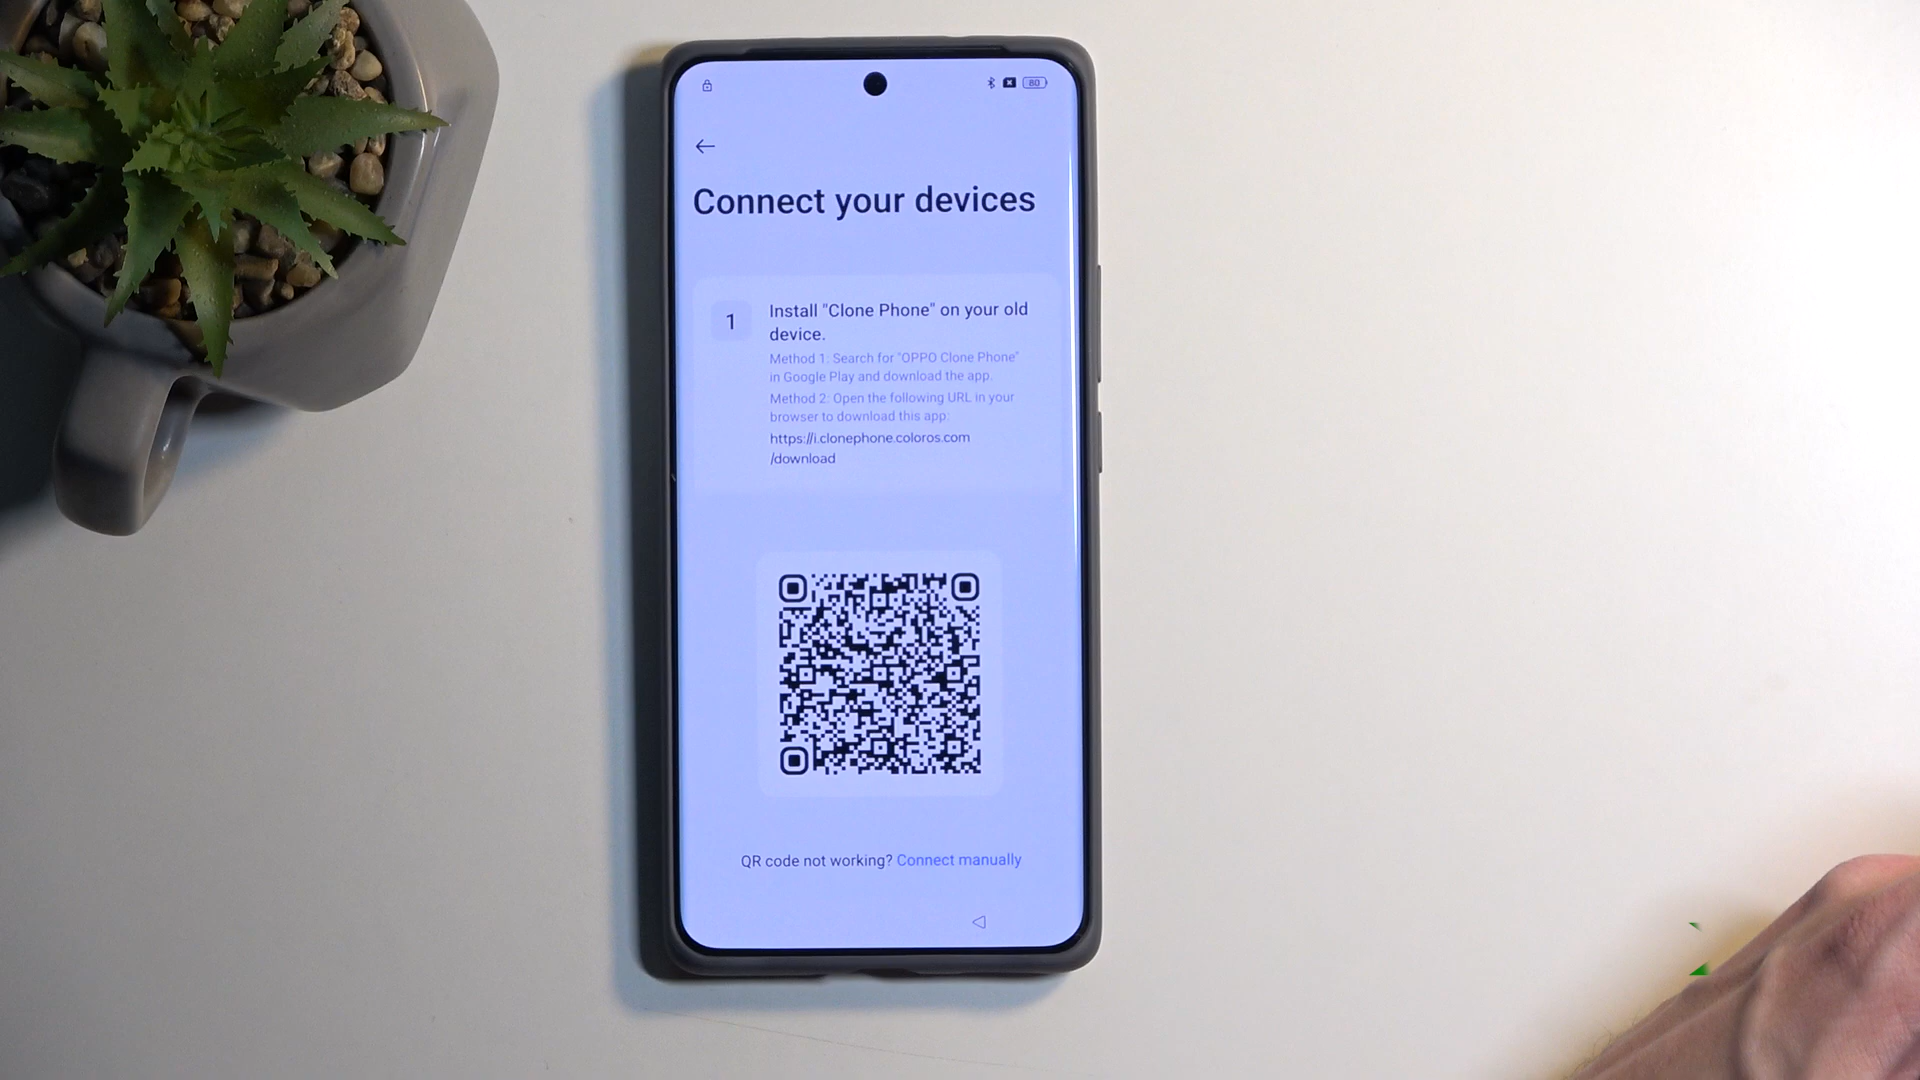 80
Connect your devices
1
Install "Clone Phone" on your old
device.
Method 1: Search for "OPPO Clone Phone"
in Google Play and download the app.
Method 2: Open the following URL in your
browser to download this app:
https://i.clonephone.coloros.com
/download
QR code not working? Connect manually